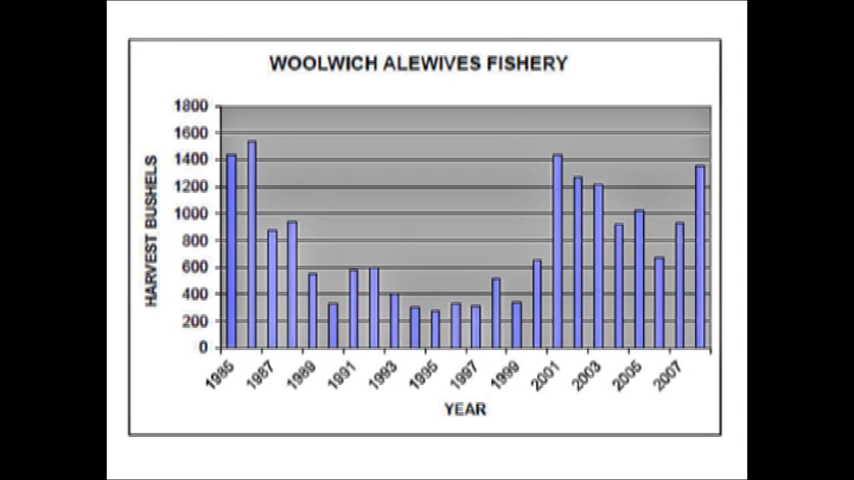 WOOLWICH ALEWIVES FISHERY
HARVEST BUSHELS
1800
1600
1400
1200
1000
800
600
400
200
0
1985 1987 1989 1991 1993 1995 1997 1999 2001 2003 2005 2007
YEAR